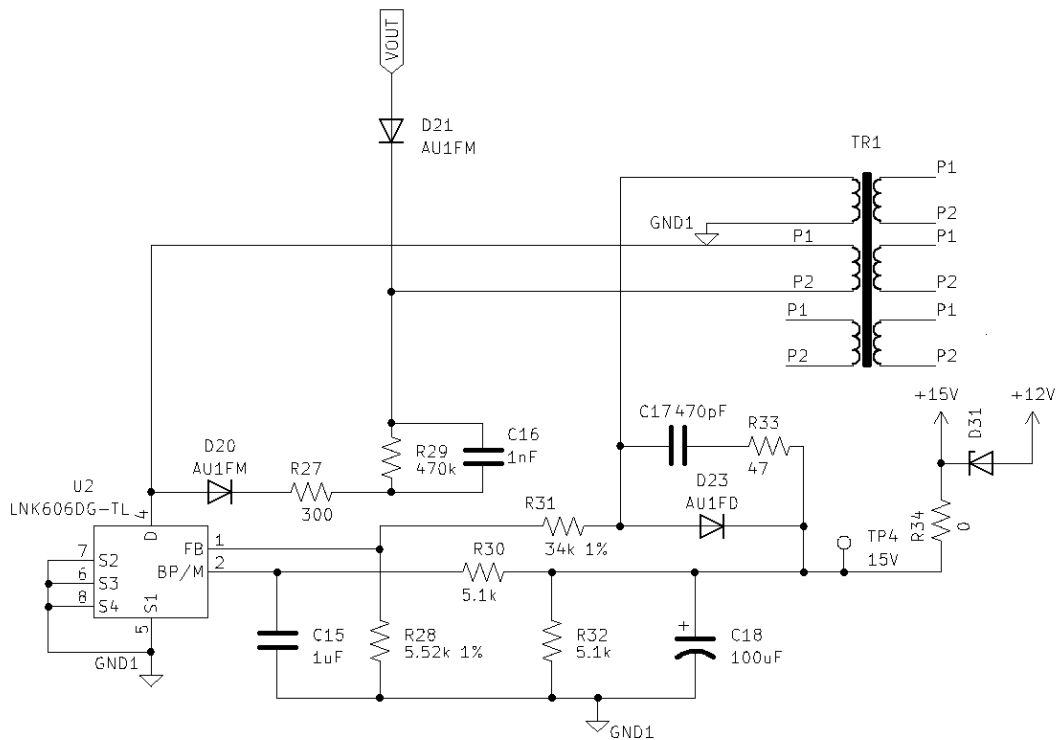 VOUT
D21
AU1FM
TR1
P1
P2
GND1
P1
P1
P2
P2
P1
P1
P2
P2
+15V
+12V
D31
C17 470pF
R33
47
D20
AU1FM
R27
300
R29
470k
C16
1nF
D23
AU1FD
R31
34k 1%
R34
0
U2
LNK606DG-TL
4
D
7
S2
6
S3
8
S4
FB
1
BP/M
2
S1
5
GND1
R30
5.1k
TP4
15V
C15
1uF
R28
5.52k 1%
R32
5.1k
+
C18
100uF
GND1